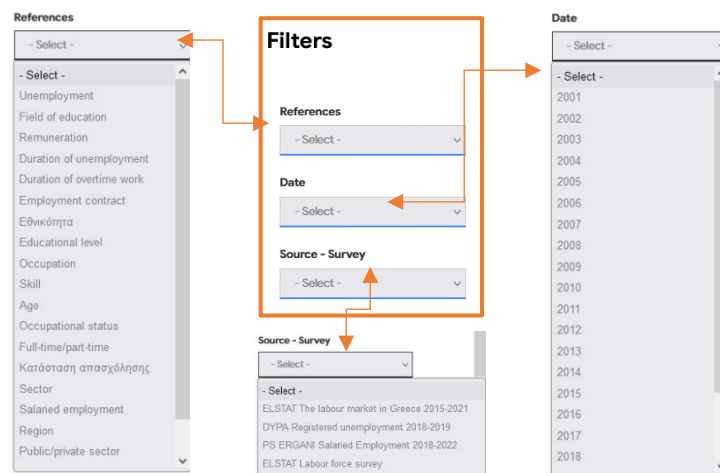 References
- Select -
- Select -
Unemployment
Field of education
Remuneration
Duration of unemployment
Duration of overtime work
Employment contract
Εθνικότητα
Educational level
Occupation
Skill
Age
Occupational status
Full-time/part-time
Κατάσταση απασχόλησης
Sector
Salaried employment
Region
Public/private sector
Filters
References
- Select -
Date
- Select -
Source - Survey
- Select -
Source - Survey
- Select -
- Select -
ELSTAT The labour market in Greece 2015-2021
DYPA Registered unemployment 2018-2019
PS ERGANI Salaried Employment 2018-2022
ELSTAT Labour force survey
Date
- Select -
- Select -
2001
2002
2003
2004
2005
2006
2007
2008
2009
2010
2011
2012
2013
2014
2015
2016
2017
2018